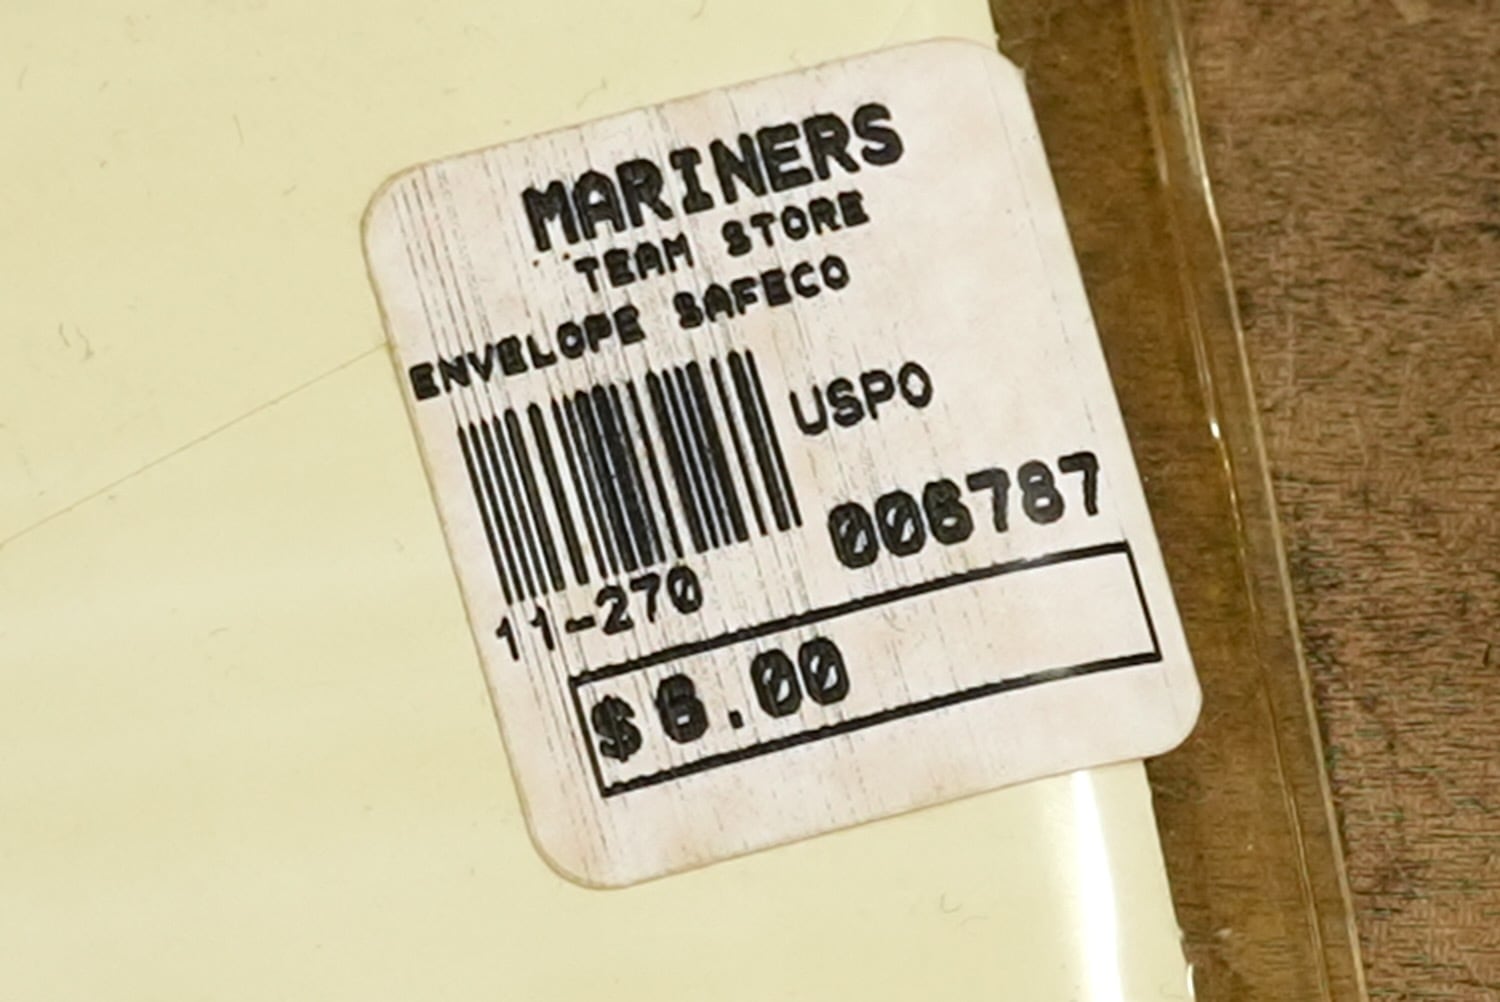 MARINERS
TEAM STORE
ENVELOPE SAFECO
USPO
006787
11-270
$6.00